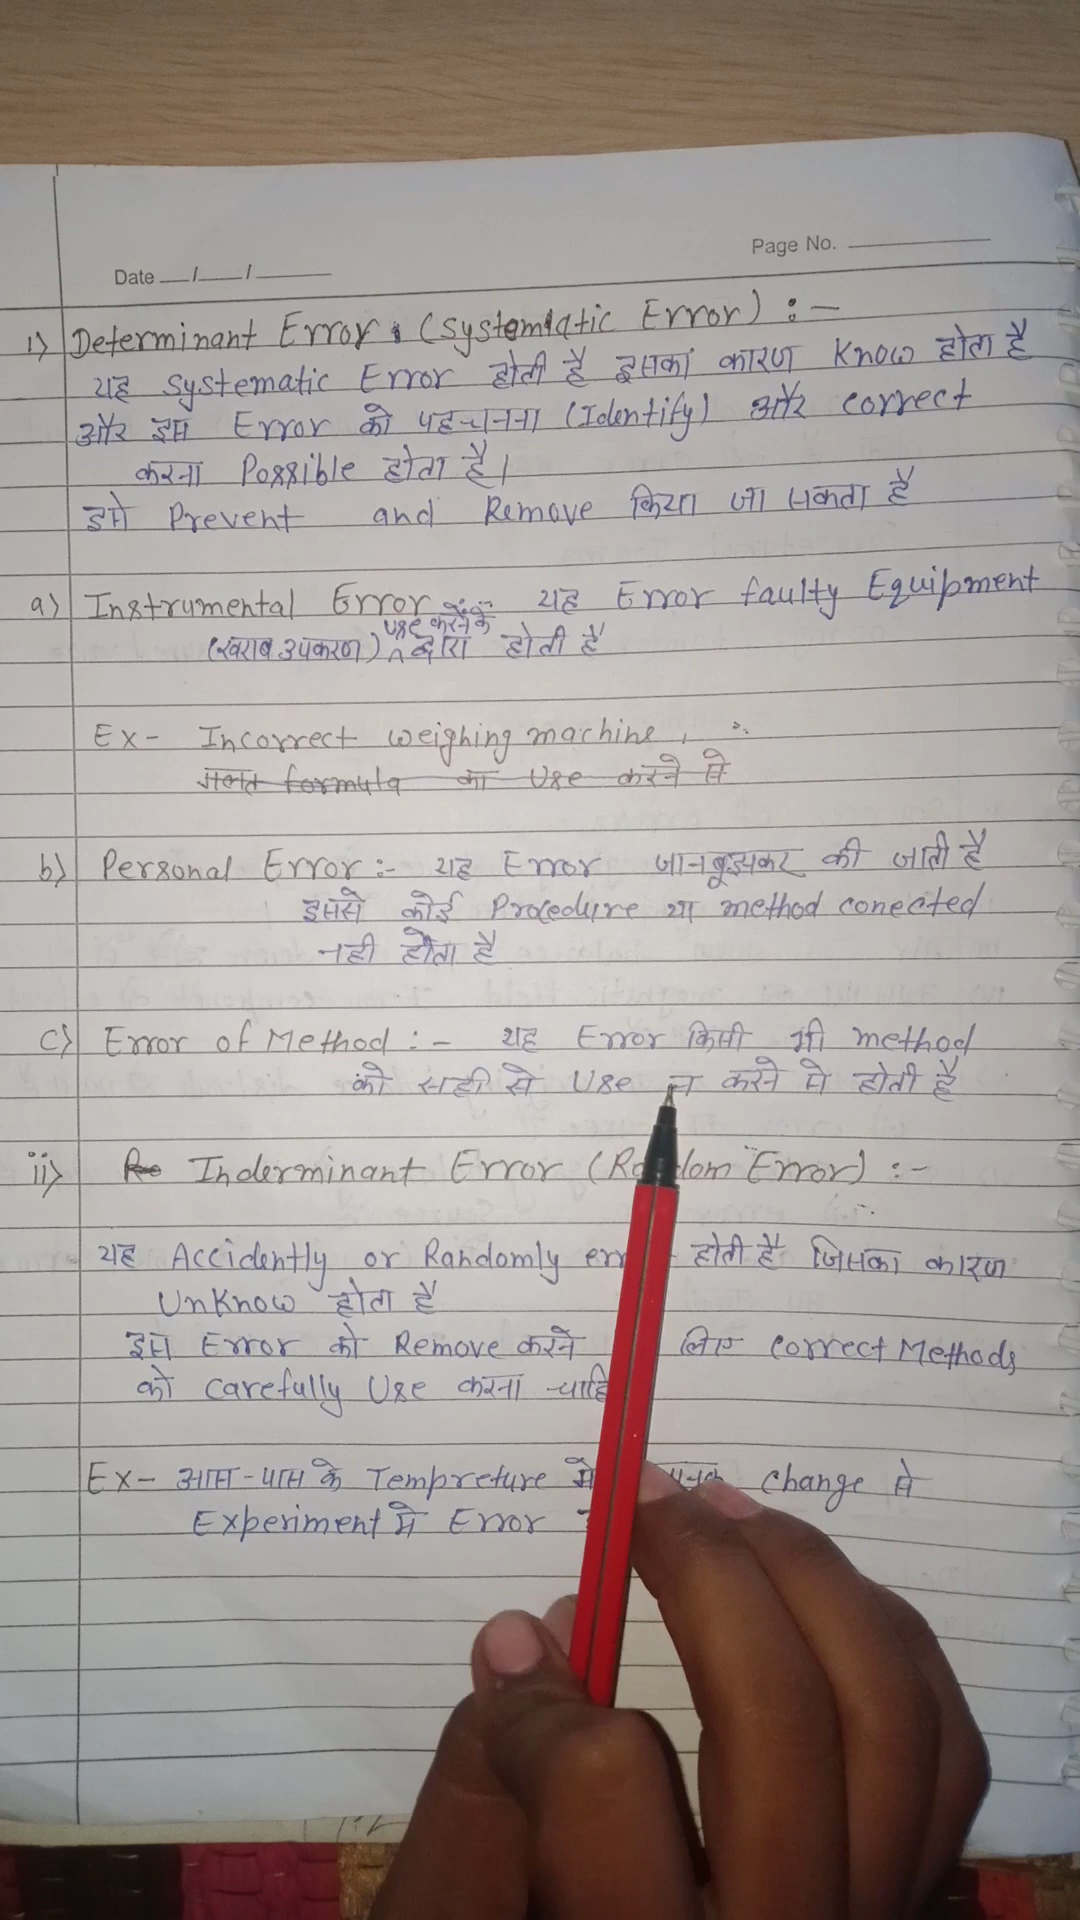 Page No.
Date / /
i) Determinant Error (Systematic Error) :-
यह Systematic Error होती है इसका कारण Know होता है
और इस Error को पहचानना (Identify) और correct
करना Possible होता है।
इसे Prevent and Remove किया जा सकता है
a) Instrumental Error :- यह Error faulty Equipment
use करने के
(खराब उपकरण) ^ द्वारा होती है
Ex- Incorrect weighing machine,
गलत formula का Use करने से
b) Personal Error :- यह Error जानबूझकर की जाती है
इससे कोई Procedure या method conected
नही होता है
c) Error of Method :- यह Error किसी भी method
को सही से Use न करने से होती है
ii) Inderminant Error (Random Error) :-
यह Accidently or Randomly होती है जिसका कारण
Unknow होता है
इस Error को Remove करने लिए correct Methods
को carefully Use करना
Ex- आस-पास के Tempreture मे change से
Experiment मे Error